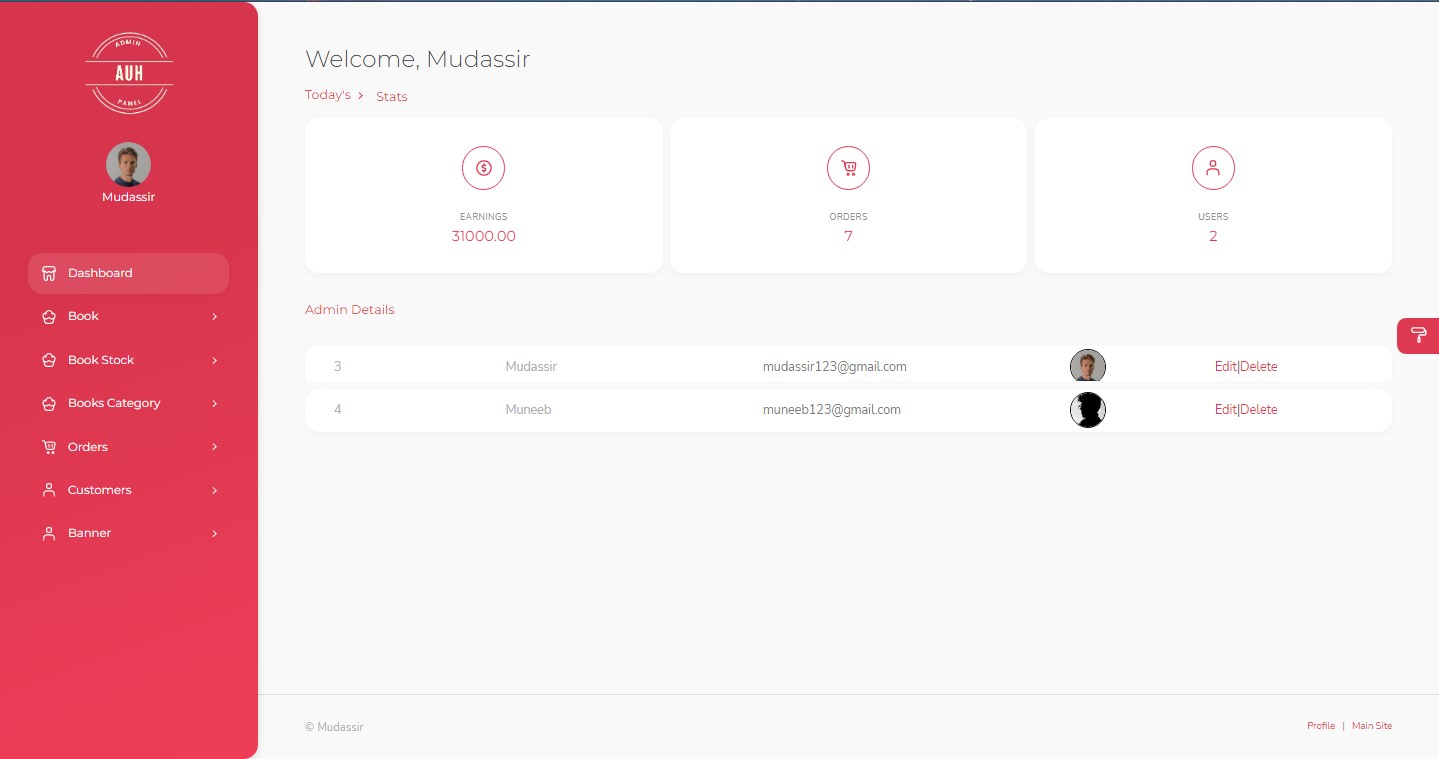 ADMIN
AUH
PANEL
Mudassir
Dashboard
Book
Book Stock
Books Category
Orders
Customers
Banner
Welcome, Mudassir
Today's > Stats
EARNINGS
31000.00
ORDERS
7
USERS
2
Admin Details
3 Mudassir mudassir123@gmail.com Edit|Delete
4 Muneeb muneeb123@gmail.com Edit|Delete
© Mudassir
Profile | Main Site